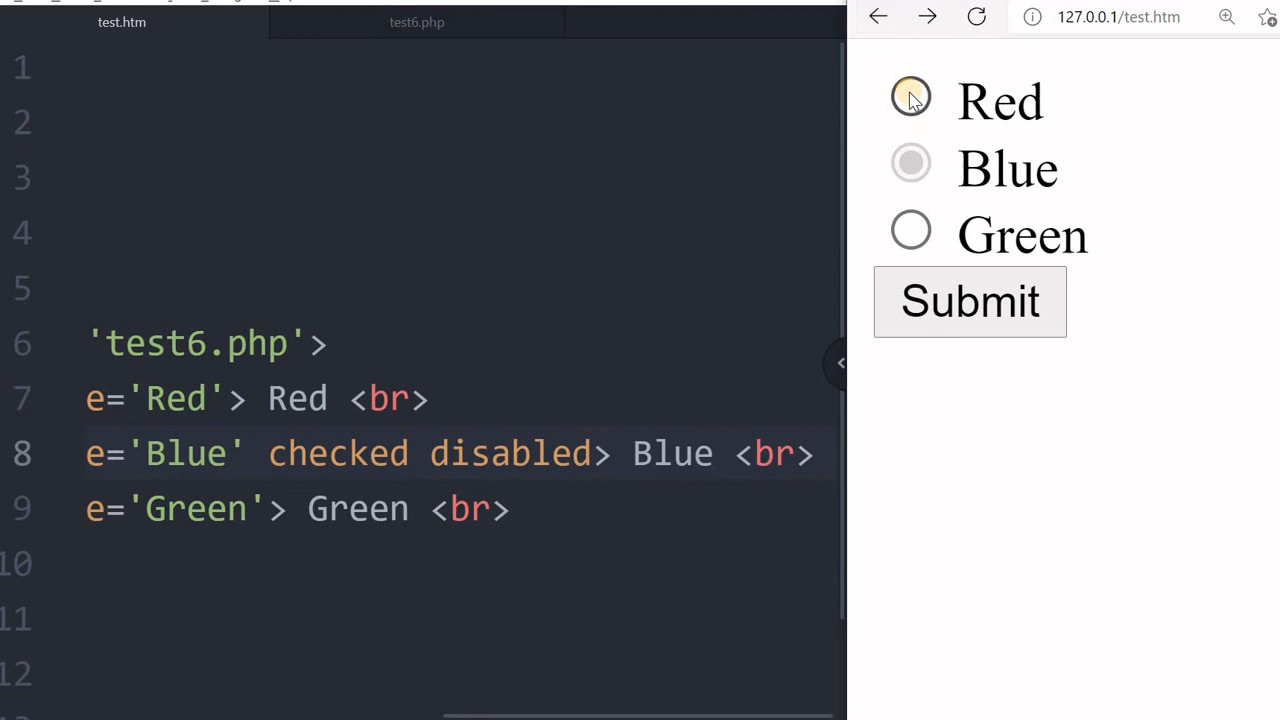 test.htm
test6.php
127.0.0.1/test.htm
1
2
3
4
5
6 'test6.php'>
7 e='Red'> Red <br>
8 e='Blue' checked disabled> Blue <br>
9 e='Green'> Green <br>
10
11
12
Red
Blue
Green
Submit